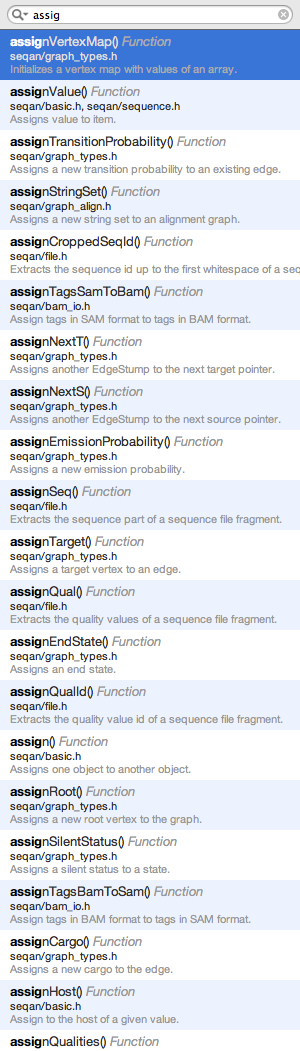 assig
assignVertexMap() Function
seqan/graph_types.h
Initializes a vertex map with values of an array.
assignValue() Function
seqan/basic.h, seqan/sequence.h
Assigns value to item.
assignTransitionProbability() Function
seqan/graph_types.h
Assigns a new transition probability to an existing edge.
assignStringSet() Function
seqan/graph_align.h
Assigns a new string set to an alignment graph.
assignCroppedSeqId() Function
seqan/file.h
Extracts the sequence id up to the first whitespace of a seq
assignTagsSamToBam() Function
seqan/bam_io.h
Assign tags in SAM format to tags in BAM format.
assignNextT() Function
seqan/graph_types.h
Assigns another EdgeStump to the next target pointer.
assignNextS() Function
seqan/graph_types.h
Assigns another EdgeStump to the next source pointer.
assignEmissionProbability() Function
seqan/graph_types.h
Assigns a new emission probability.
assignSeq() Function
seqan/file.h
Extracts the sequence part of a sequence file fragment.
assignTarget() Function
seqan/graph_types.h
Assigns a target vertex to an edge.
assignQual() Function
seqan/file.h
Extracts the quality values of a sequence file fragment.
assignEndState() Function
seqan/graph_types.h
Assigns an end state.
assignQualId() Function
seqan/file.h
Extracts the quality value id of a sequence file fragment.
assign() Function
seqan/basic.h
Assigns one object to another object.
assignRoot() Function
seqan/graph_types.h
Assigns a new root vertex to the graph.
assignSilentStatus() Function
seqan/graph_types.h
Assigns a silent status to a state.
assignTagsBamToSam() Function
seqan/bam_io.h
Assign tags in BAM format to tags in SAM format.
assignCargo() Function
seqan/graph_types.h
Assigns a new cargo to the edge.
assignHost() Function
seqan/basic.h
Assign to the host of a given value.
assignQualities() Function